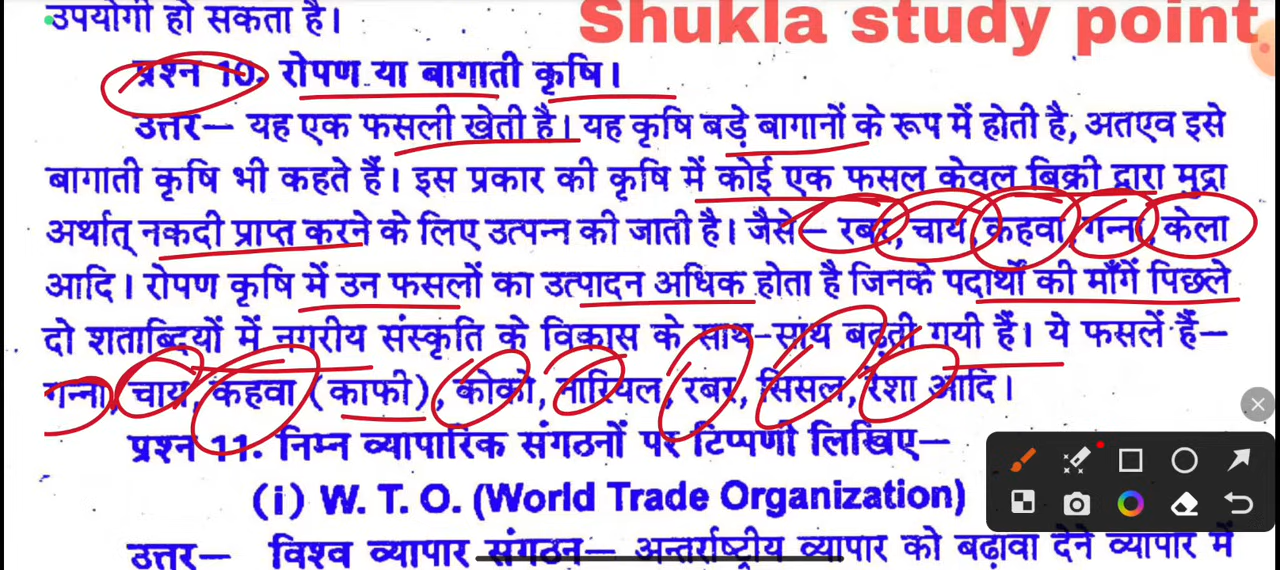 उपयोगी हो सकता है।
Shukla study point
प्रश्न 10. रोपण या बागाती कृषि।
उत्तर— यह एक फसली खेती है। यह कृषि बड़े बागानों के रूप में होती है, अतएव इसे
बागाती कृषि भी कहते हैं। इस प्रकार की कृषि में कोई एक फसल केवल बिक्री द्वारा मुद्रा
अर्थात् नकदी प्राप्त करने के लिए उत्पन्न की जाती है। जैसे— रबर, चाय, कहवा, गन्ना, केला
आदि। रोपण कृषि में उन फसलों का उत्पादन अधिक होता है जिनके पदार्थों की माँगें पिछले
दो शताब्दियों में नगरीय संस्कृति के विकास के साथ-साथ बढ़ती गयी हैं। ये फसलें हैं—
गन्ना, चाय, कहवा (काफी), कोको, नारियल, रबर, सिसल, रेशा आदि।
प्रश्न 11. निम्न व्यापारिक संगठनों पर टिप्पणी लिखिए—
(i) W. T. O. (World Trade Organization)
उत्तर— विश्व व्यापार संगठन— अन्तर्राष्ट्रीय व्यापार को बढ़ावा देने व्यापार में